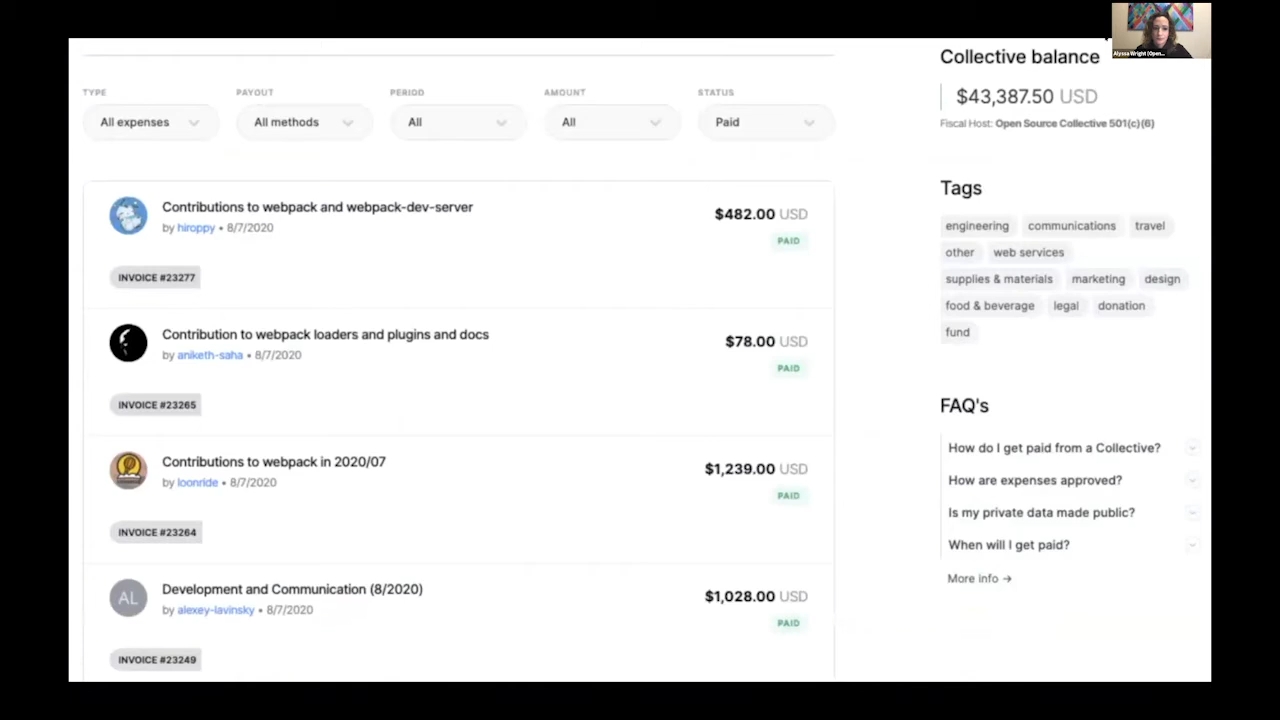 Alyssa Wright (Open...
TYPE PAYOUT PERIOD AMOUNT STATUS
All expenses All methods All All Paid
Contributions to webpack and webpack-dev-server
$482.00 USD
by hiroppy • 8/7/2020
PAID
INVOICE #23277
Contribution to webpack loaders and plugins and docs
$78.00 USD
by aniketh-saha • 8/7/2020
PAID
INVOICE #23265
Contributions to webpack in 2020/07
$1,239.00 USD
by loonride • 8/7/2020
PAID
INVOICE #23264
AL
Development and Communication (8/2020)
$1,028.00 USD
by alexey-lavinsky • 8/7/2020
PAID
INVOICE #23249
Collective balance
$43,387.50 USD
Fiscal Host: Open Source Collective 501(c)(6)
Tags
engineering communications travel
other web services
supplies & materials marketing design
food & beverage legal donation
fund
FAQ's
How do I get paid from a Collective?
How are expenses approved?
Is my private data made public?
When will I get paid?
More info →